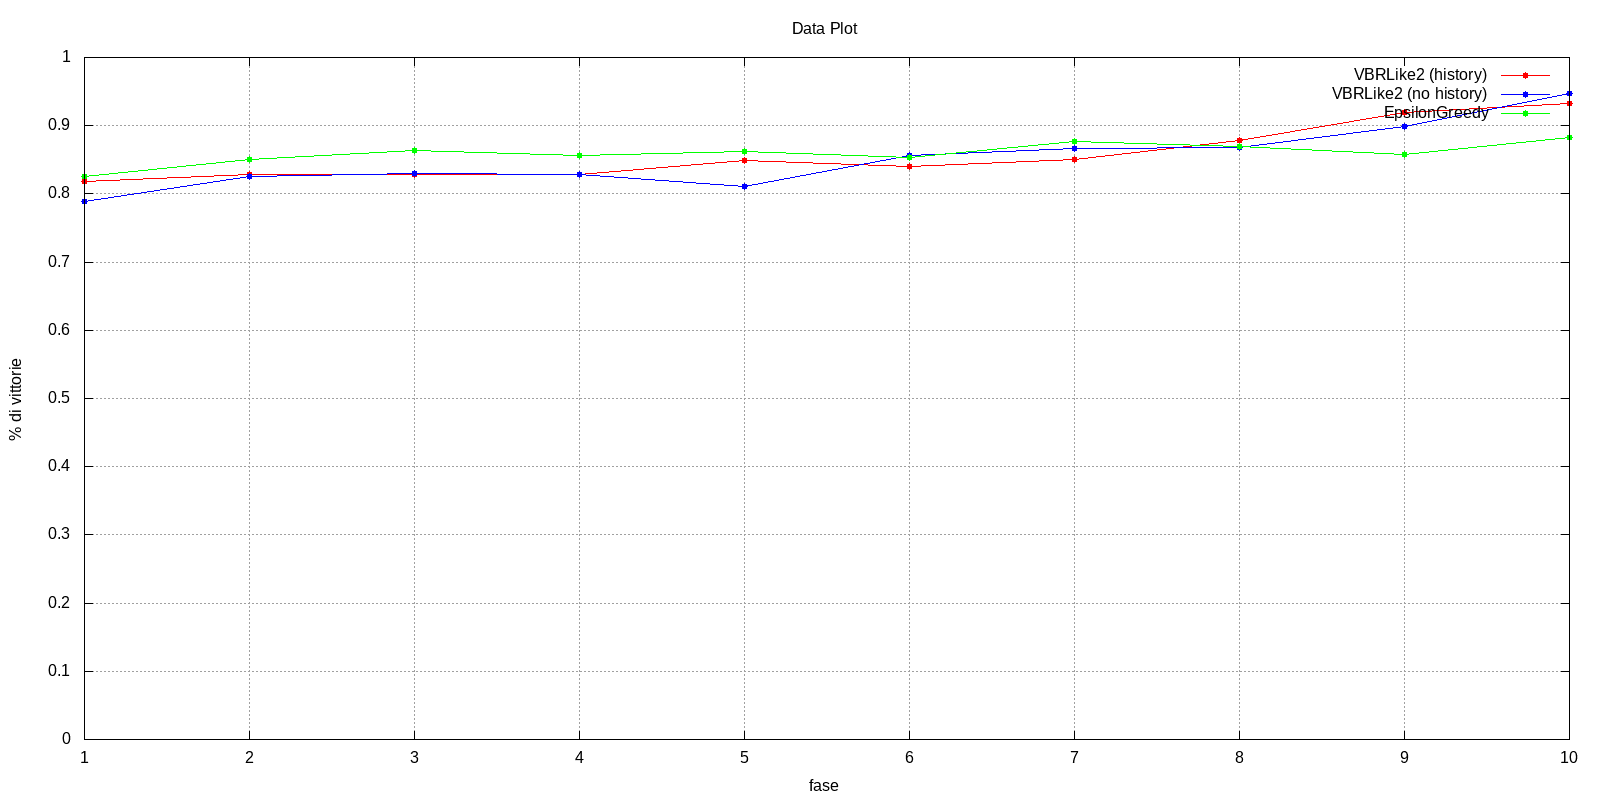 Data Plot
1
0.9
0.8
0.7
0.6
0.5
0.4
0.3
0.2
0.1
0
% di vittorie
VBRLike2 (history)
VBRLike2 (no history)
EpsilonGreedy
1 2 3 4 5 6 7 8 9 10
fase